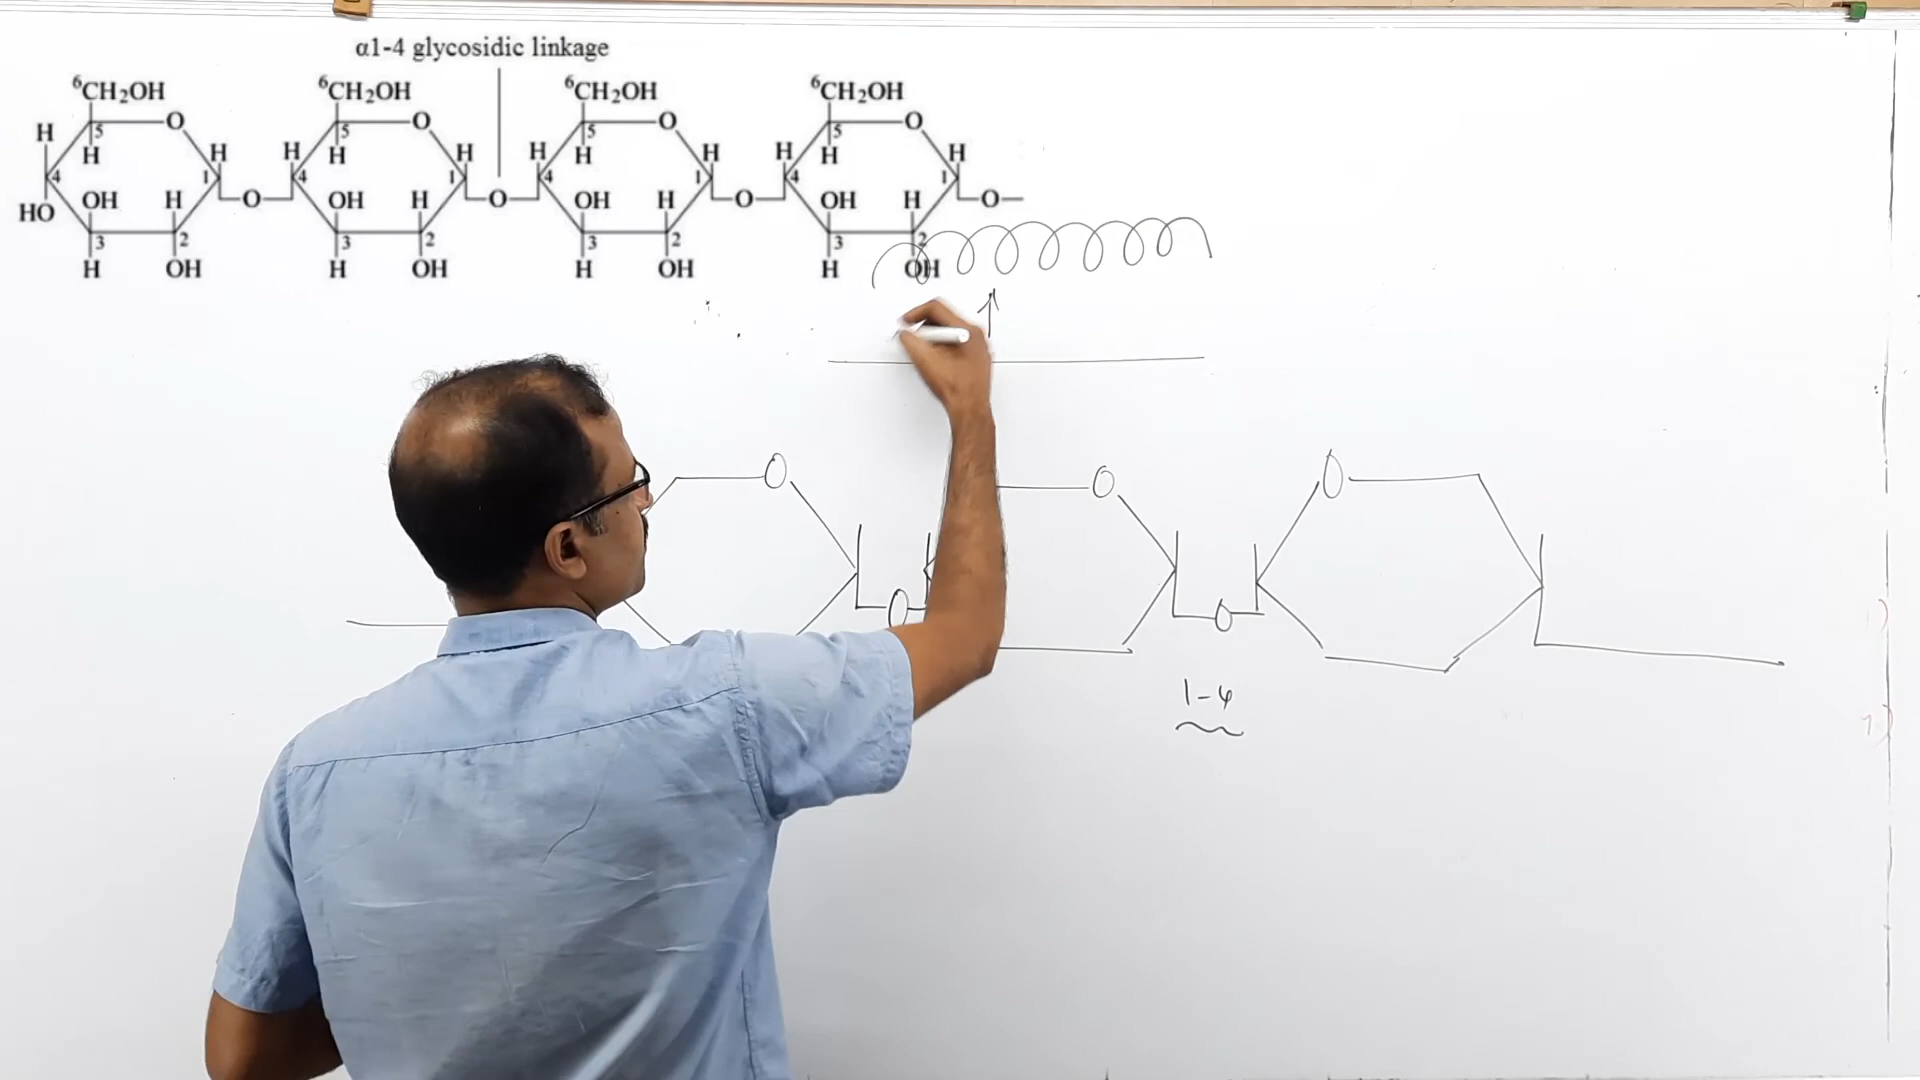 α1-4 glycosidic linkage
⁶CH₂OH ⁶CH₂OH ⁶CH₂OH ⁶CH₂OH
H 5 O 5 O 5 O 5 O
H H H H H H H H H H H
4 1 4 1 4 1 4 1
HO OH H O OH H O OH H O OH H O
3 2 3 2 3 2 3 2
H OH H OH H OH H OH
O O O
O O
1-4